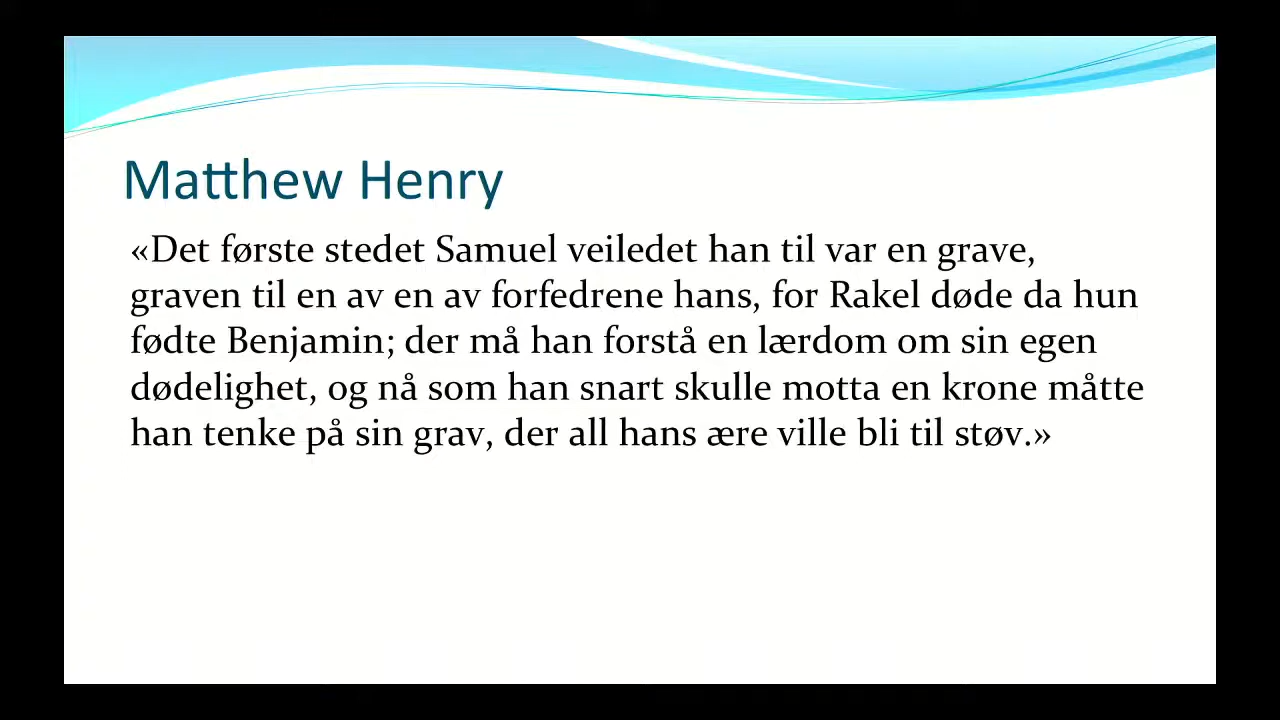 Matthew Henry
«Det første stedet Samuel veiledet han til var en grave,
graven til en av en av forfedrene hans, for Rakel døde da hun
fødte Benjamin; der må han forstå en lærdom om sin egen
dødelighet, og nå som han snart skulle motta en krone måtte
han tenke på sin grav, der all hans ære ville bli til støv.»